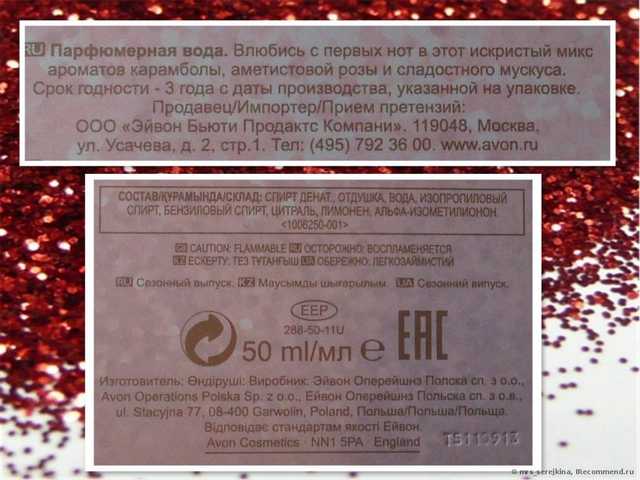 RU Парфюмерная вода. Влюбись с первых нот в этот искристый микс
ароматов карамболы, аметистовой розы и сладостного мускуса.
Срок годности - 3 года с даты производства, указанной на упаковке.
Продавец/Импортер/Прием претензий:
ООО «Эйвон Бьюти Продактс Компани». 119048, Москва,
ул. Усачева, д. 2, стр.1. Тел: (495) 792 36 00. www.avon.ru
СОСТАВ/ҚҰРАМЫНДА/СКЛАД: СПИРТ ДЕНАТ., ОТДУШКА, ВОДА, ИЗОПРОПИЛОВЫЙ
СПИРТ, БЕНЗИЛОВЫЙ СПИРТ, ЦИТРАЛЬ, ЛИМОНЕН, АЛЬФА-ИЗОМЕТИЛИОНОН.
<1006250-001>
GB CAUTION: FLAMMABLE RU ОСТОРОЖНО: ВОСПЛАМЕНЯЕТСЯ
KZ ЕСКЕРТУ: ТЕЗ ТҰТАНҒЫШ UA ОБЕРЕЖНО: ЛЕГКОЗАЙМИСТИЙ
RU Сезонный выпуск. KZ Маусымды шығарылым. UA Сезонний випуск.
EEP
288-50-11U
50 ml/мл e EAC
Изготовитель: Өндіруші: Виробник: Эйвон Оперейшнз Полска сп. з о.о.,
Avon Operations Polska Sp. z o.o., Ейвон Оперейшнз Польска сп. з о.в.,
ul. Stacyjna 77, 08-400 Garwolin, Poland, Польша/Польша/Польща.
Відповідає стандартам якості Ейвон.
Avon Cosmetics · NN1 5PA · England
© mrs_serejkina, IRecommend.ru